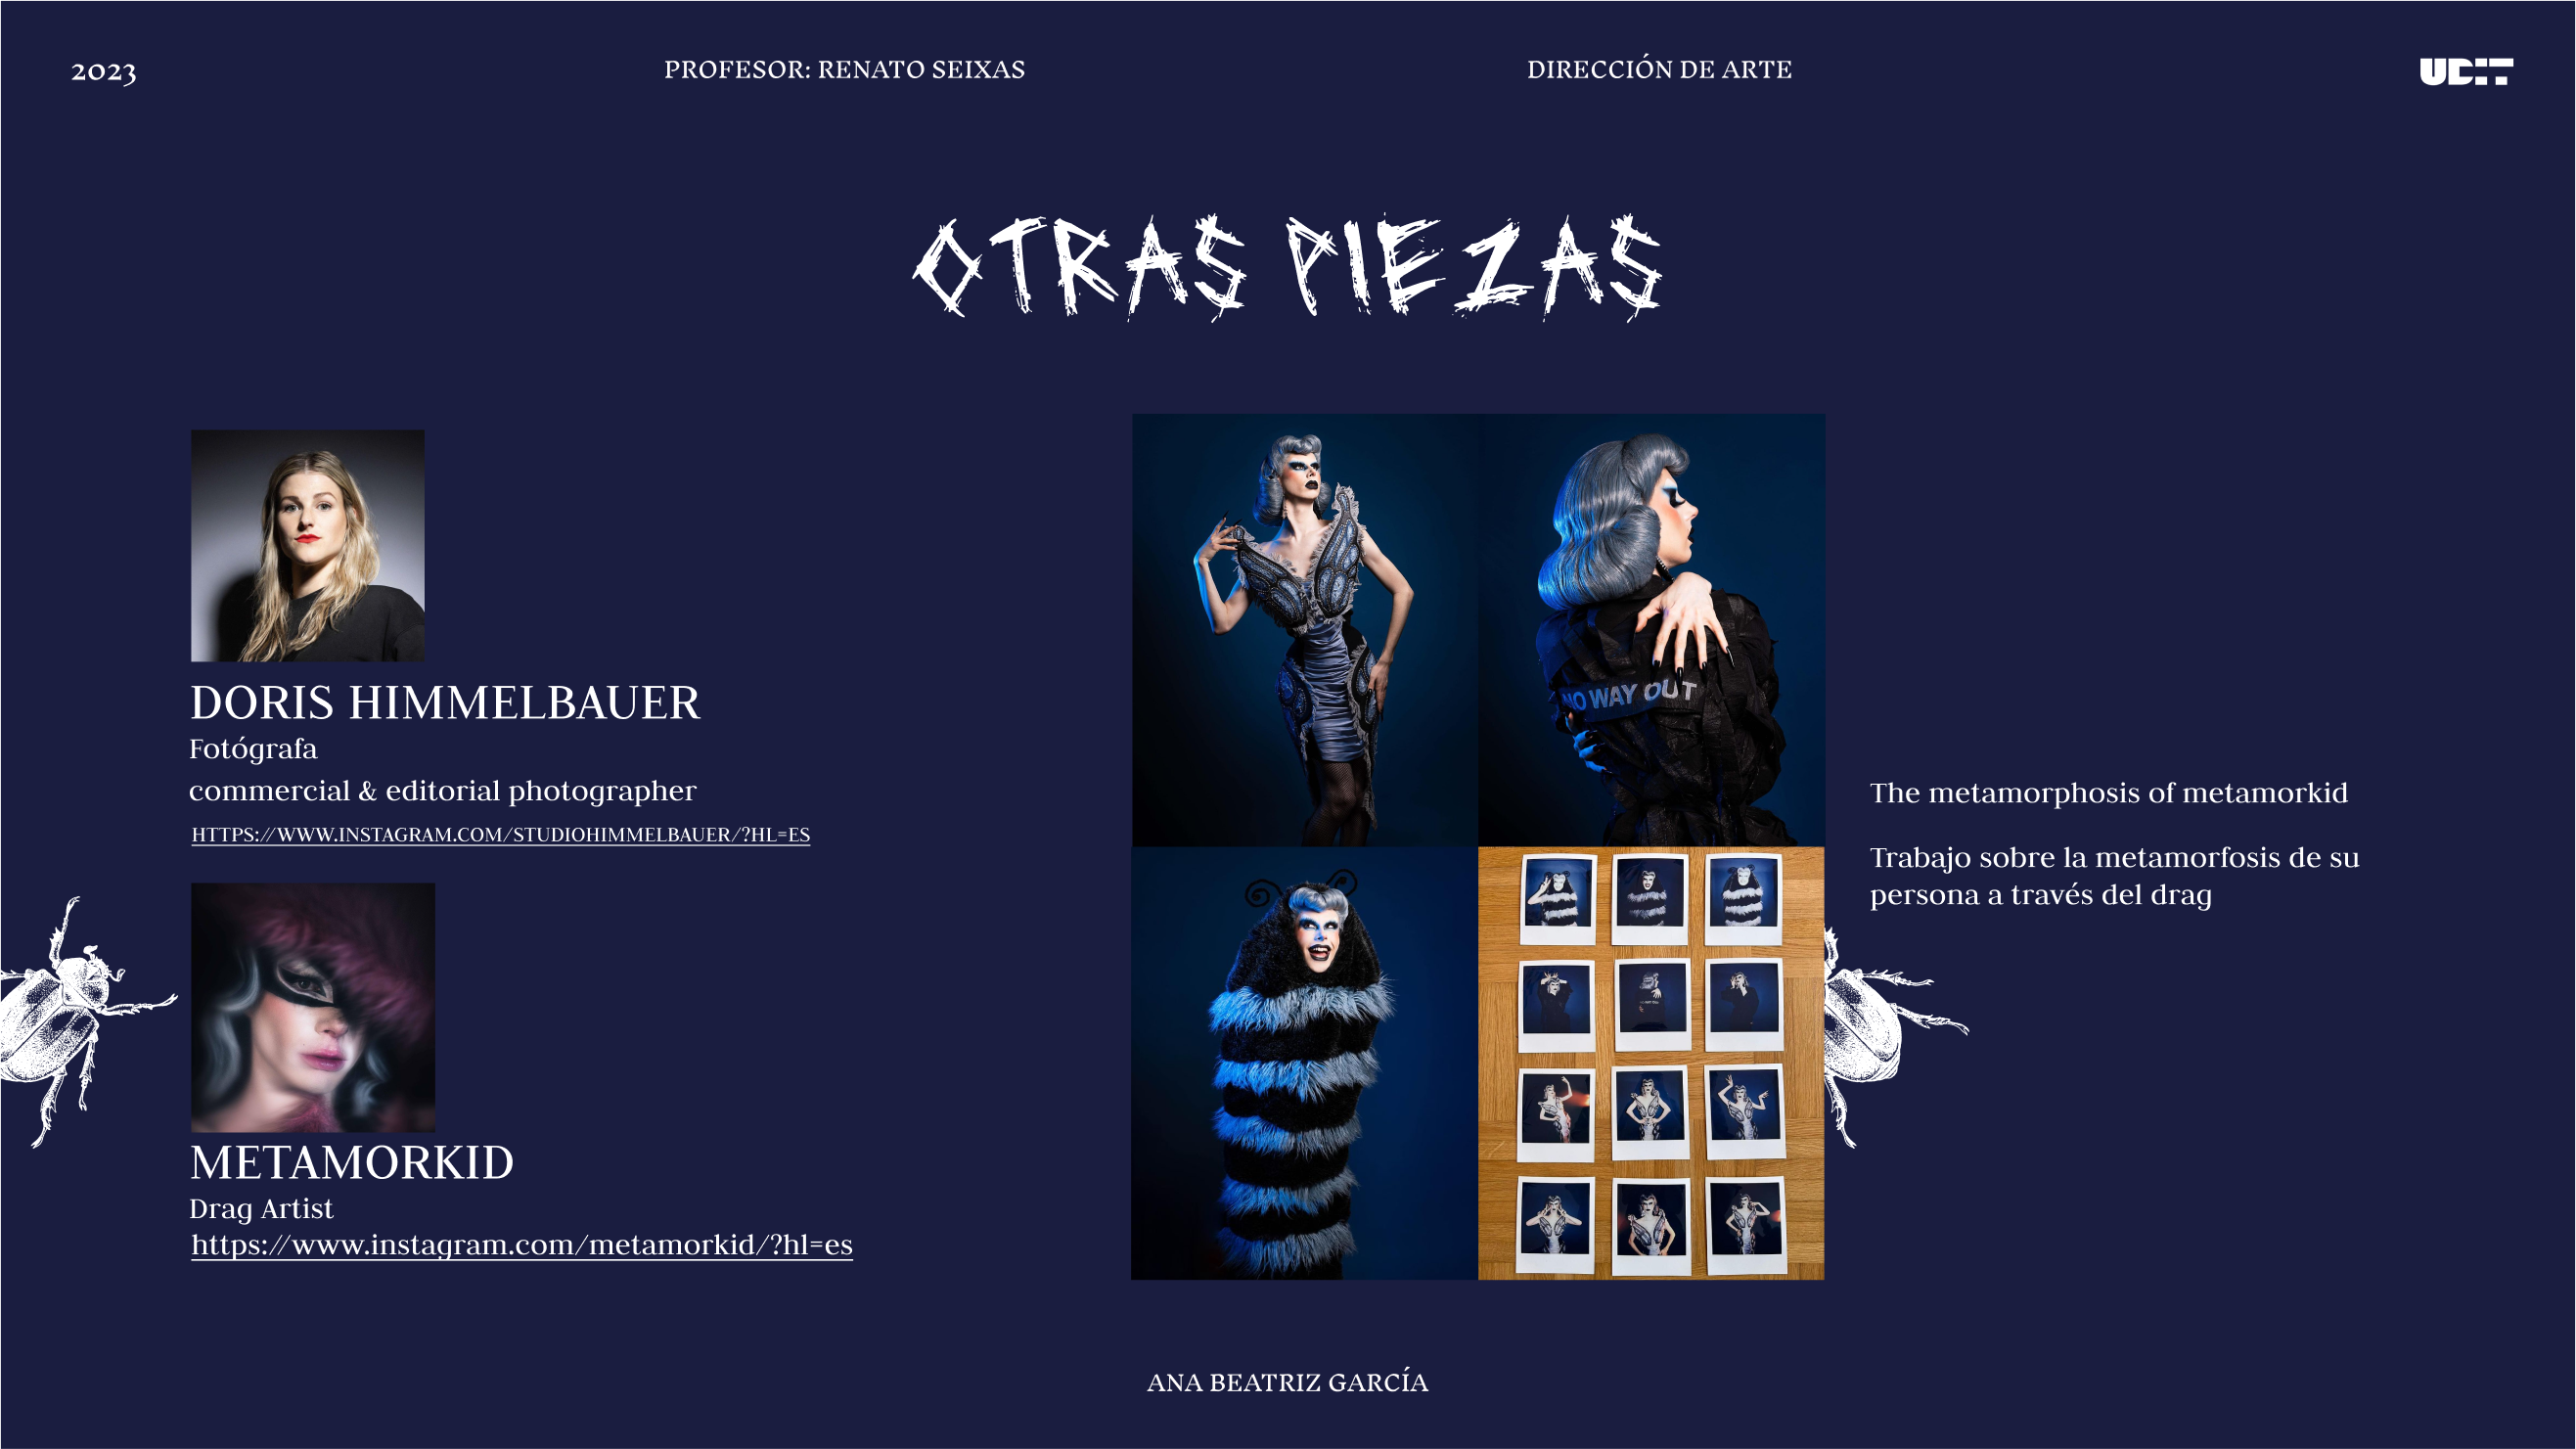 2023
PROFESOR: RENATO SEIXAS
DIRECCIÓN DE ARTE
UDIT
OTRAS PIEZAS
DORIS HIMMELBAUER
Fotógrafa
commercial & editorial photographer
HTTPS://WWW.INSTAGRAM.COM/STUDIOHIMMELBAUER/?HL=ES
METAMORKID
Drag Artist
https://www.instagram.com/metamorkid/?hl=es
NO WAY OUT
The metamorphosis of metamorkid
Trabajo sobre la metamorfosis de su
persona a través del drag
ANA BEATRIZ GARCÍA